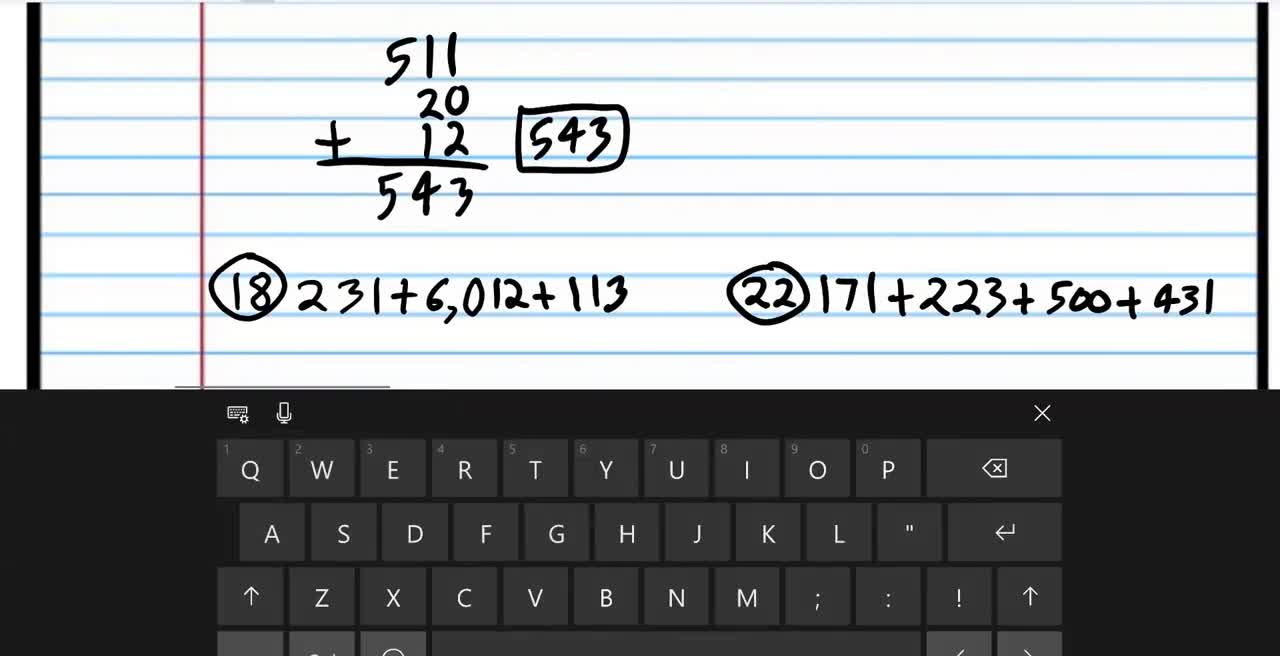 511
20
+ 12 543
543
18 231+6,012+113 22 171+223+500+431
1 2 3 4 5 6 7 8 9 0
Q W E R T Y U I O P
A S D F G H J K L "
Z X C V B N M ; : !